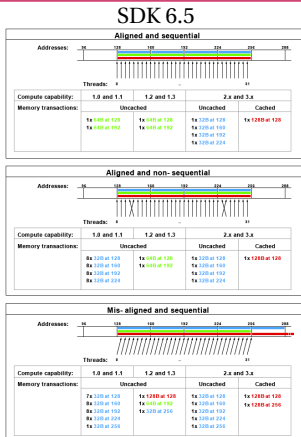 SDK 6.5
Aligned and sequential
Addresses: 96 128 160 192 224 256 288
Threads: 0 .. 31
Compute capability: 1.0 and 1.1 1.2 and 1.3 2.x and 3.x
Memory transactions: Uncached Uncached Cached
1x 64B at 128 1x 64B at 128 1x 32B at 128 1x 128B at 128
1x 64B at 192 1x 64B at 192 1x 32B at 160
1x 32B at 192
1x 32B at 224
Aligned and non- sequential
Addresses: 96 128 160 192 224 256 288
Threads: 0 .. 31
Compute capability: 1.0 and 1.1 1.2 and 1.3 2.x and 3.x
Memory transactions: Uncached Uncached Cached
8x 32B at 128 1x 64B at 128 1x 32B at 128 1x 128B at 128
8x 32B at 160 1x 64B at 192 1x 32B at 160
8x 32B at 192 1x 32B at 192
8x 32B at 224 1x 32B at 224
Mis- aligned and sequential
Addresses: 96 128 160 192 224 256 288
Threads: 0 .. 31
Compute capability: 1.0 and 1.1 1.2 and 1.3 2.x and 3.x
Memory transactions: Uncached Uncached Cached
7x 32B at 128 1x 128B at 128 1x 32B at 128 1x 128B at 128
8x 32B at 160 1x 64B at 192 1x 32B at 160 1x 128B at 256
8x 32B at 192 1x 32B at 256 1x 32B at 192
8x 32B at 224 1x 32B at 224
1x 32B at 256 1x 32B at 256